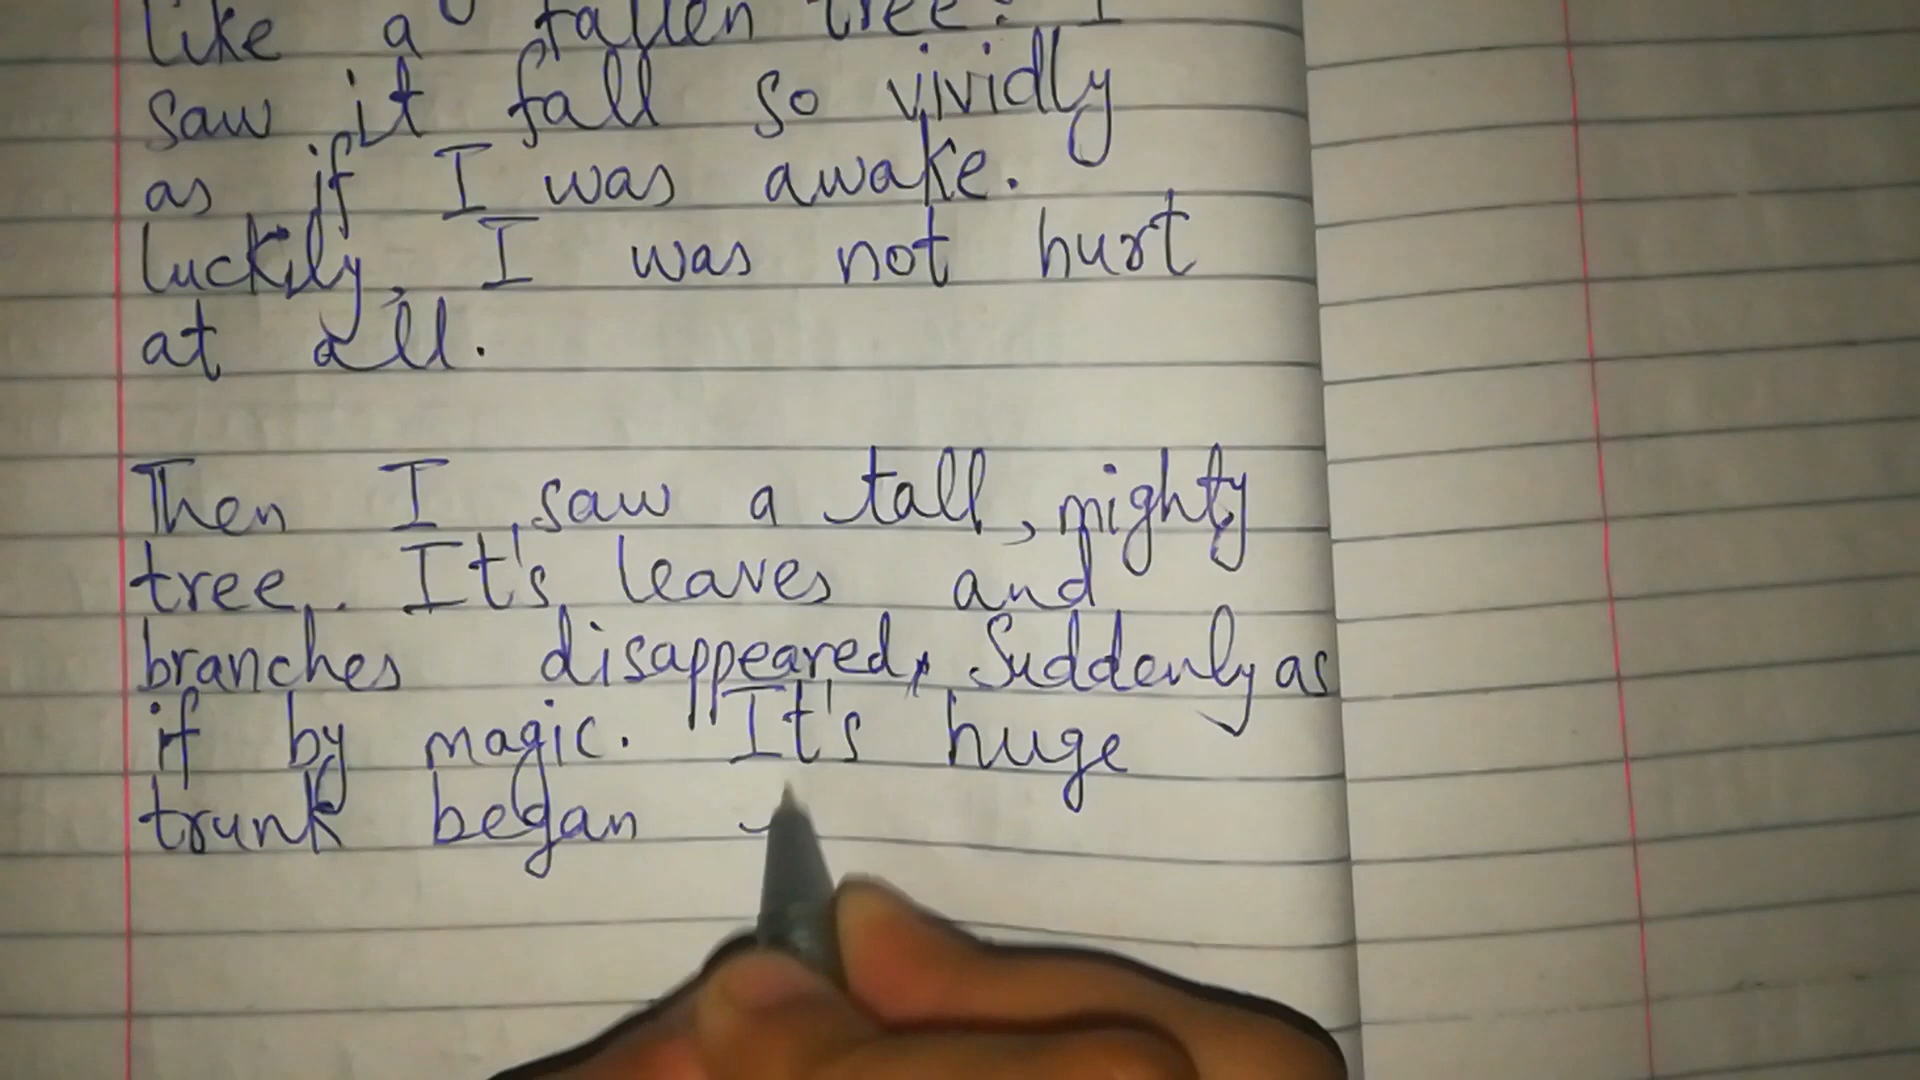 like a fallen tree. I
saw it fall so vividly
as if I was awake.
luckily, I was not hurt
at all.
Then I saw a tall, mighty
tree. It's leaves and
branches disappeared, Suddenly as
if by magic. It's huge
trunk began